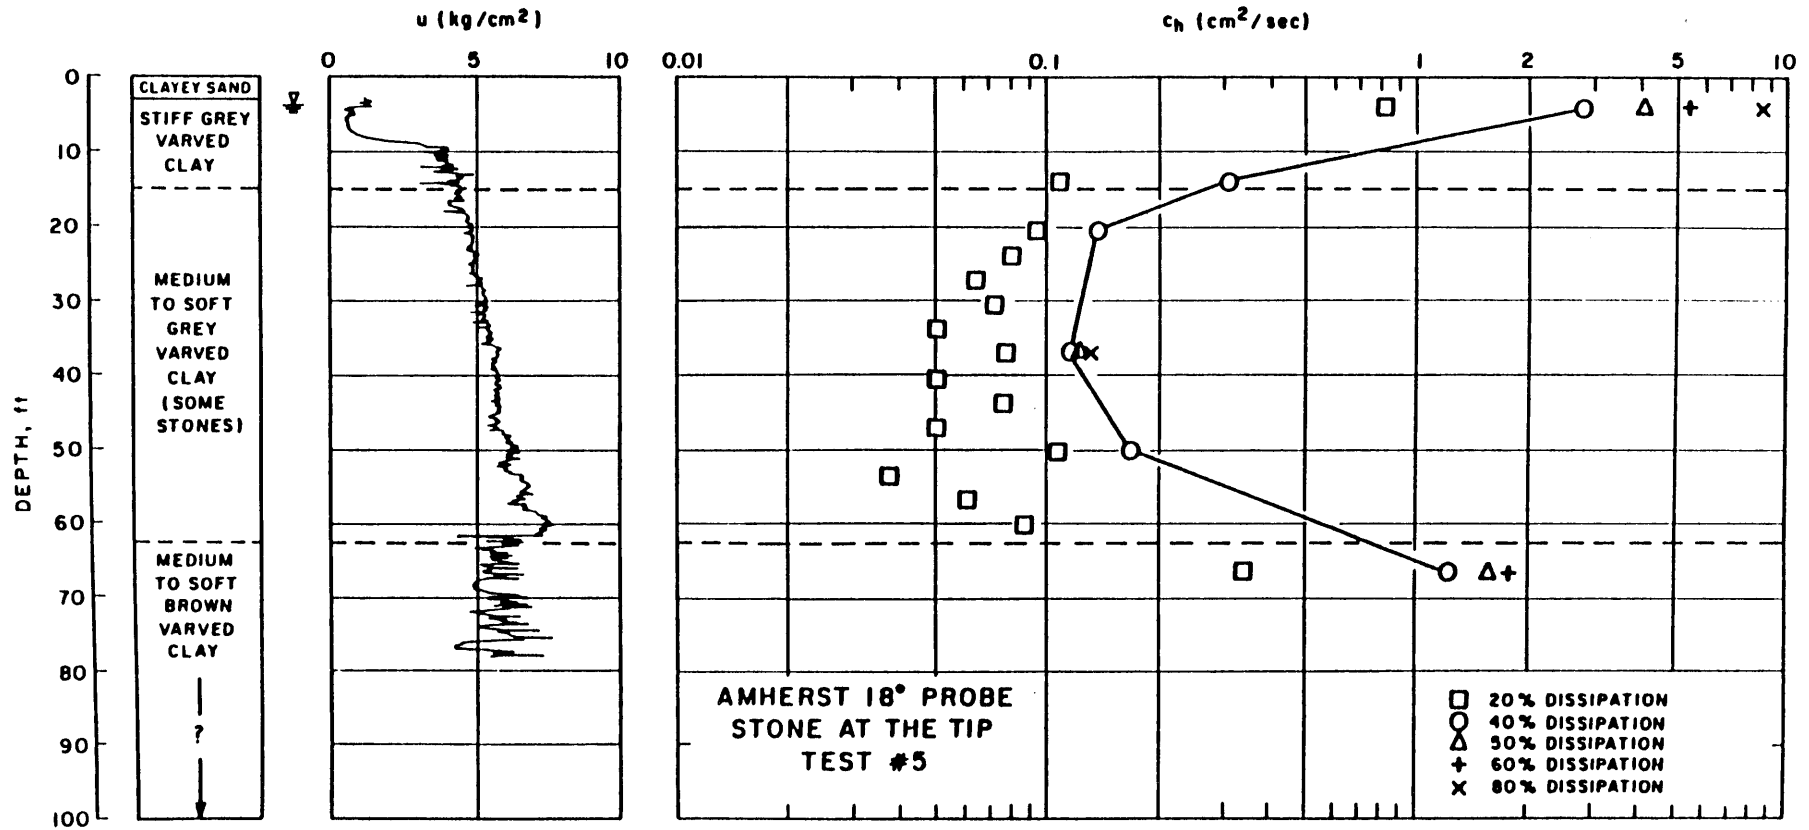 u (kg/cm²)
c_h (cm²/sec)
0 5 10
0.01 0.1 1 2 5 10
DEPTH, ft
0
10
20
30
40
50
60
70
80
90
100
CLAYEY SAND
STIFF GREY
VARVED
CLAY
MEDIUM
TO SOFT
GREY
VARVED
CLAY
(SOME
STONES)
MEDIUM
TO SOFT
BROWN
VARVED
CLAY
?
AMHERST 18° PROBE
STONE AT THE TIP
TEST #5
20% DISSIPATION
40% DISSIPATION
50% DISSIPATION
60% DISSIPATION
80% DISSIPATION